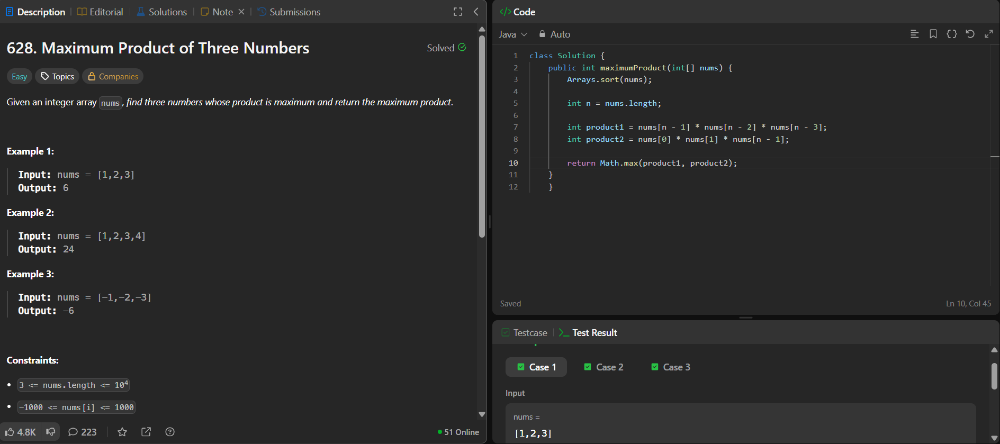 Description
Editorial
Solutions
Note
Submissions
628. Maximum Product of Three Numbers
Solved
Easy
Topics
Companies
Given an integer array nums, find three numbers whose product is maximum and return the maximum product.
Example 1:
Input: nums = [1,2,3]
Output: 6
Example 2:
Input: nums = [1,2,3,4]
Output: 24
Example 3:
Input: nums = [-1,-2,-3]
Output: -6
Constraints:
• 3 <= nums.length <= 10⁴
• -1000 <= nums[i] <= 1000
4.8K
223
51 Online
</> Code
Java
Auto
1 class Solution {
2     public int maximumProduct(int[] nums) {
3         Arrays.sort(nums);
4
5         int n = nums.length;
6
7         int product1 = nums[n - 1] * nums[n - 2] * nums[n - 3];
8         int product2 = nums[0] * nums[1] * nums[n - 1];
9
10         return Math.max(product1, product2);
11     }
12     }
Saved
Ln 10, Col 45
Testcase
Test Result
Case 1
Case 2
Case 3
Input
nums =
[1,2,3]